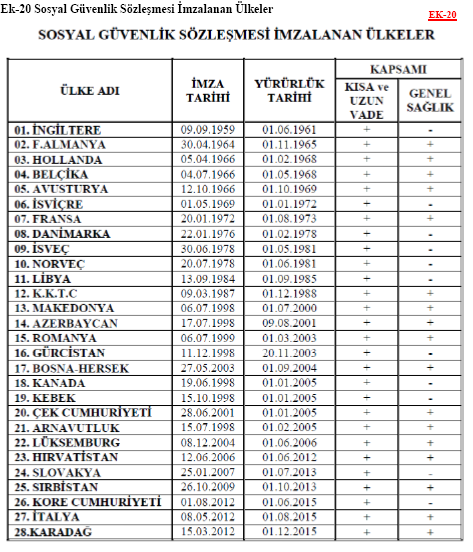 Ek-20 Sosyal Güvenlik Sözleşmesi İmzalanan Ülkeler
EK-20
SOSYAL GÜVENLİK SÖZLEŞMESİ İMZALANAN ÜLKELER
ÜLKE ADI İMZA TARİHİ YÜRÜRLÜK TARİHİ KAPSAMI
KISA ve UZUN VADE GENEL SAĞLIK
01. İNGİLTERE 09.09.1959 01.06.1961 + -
02. F.ALMANYA 30.04.1964 01.11.1965 + +
03. HOLLANDA 05.04.1966 01.02.1968 + +
04. BELÇİKA 04.07.1966 01.05.1968 + +
05. AVUSTURYA 12.10.1966 01.10.1969 + +
06. İSVİÇRE 01.05.1969 01.01.1972 + -
07. FRANSA 20.01.1972 01.08.1973 + +
08. DANİMARKA 22.01.1976 01.02.1978 + -
09. İSVEÇ 30.06.1978 01.05.1981 + -
10. NORVEÇ 20.07.1978 01.06.1981 + -
11. LİBYA 13.09.1984 01.09.1985 + -
12. K.K.T.C 09.03.1987 01.12.1988 + +
13. MAKEDONYA 06.07.1998 01.07.2000 + +
14. AZERBAYCAN 17.07.1998 09.08.2001 + +
15. ROMANYA 06.07.1999 01.03.2003 + +
16. GÜRCİSTAN 11.12.1998 20.11.2003 + -
17. BOSNA-HERSEK 27.05.2003 01.09.2004 + +
18. KANADA 19.06.1998 01.01.2005 + -
19. KEBEK 15.10.1998 01.01.2005 + -
20. ÇEK CUMHURİYETİ 28.06.2001 01.01.2005 + +
21. ARNAVUTLUK 15.07.1998 01.02.2005 + +
22. LÜKSEMBURG 08.12.2004 01.06.2006 + +
23. HIRVATİSTAN 12.06.2006 01.06.2012 + +
24. SLOVAKYA 25.01.2007 01.07.2013 + -
25. SIRBİSTAN 26.10.2009 01.10.2013 + +
26. KORE CUMHURİYETİ 01.08.2012 01.06.2015 + -
27. İTALYA 08.05.2012 01.08.2015 + +
28.KARADAĞ 15.03.2012 01.12.2015 + +